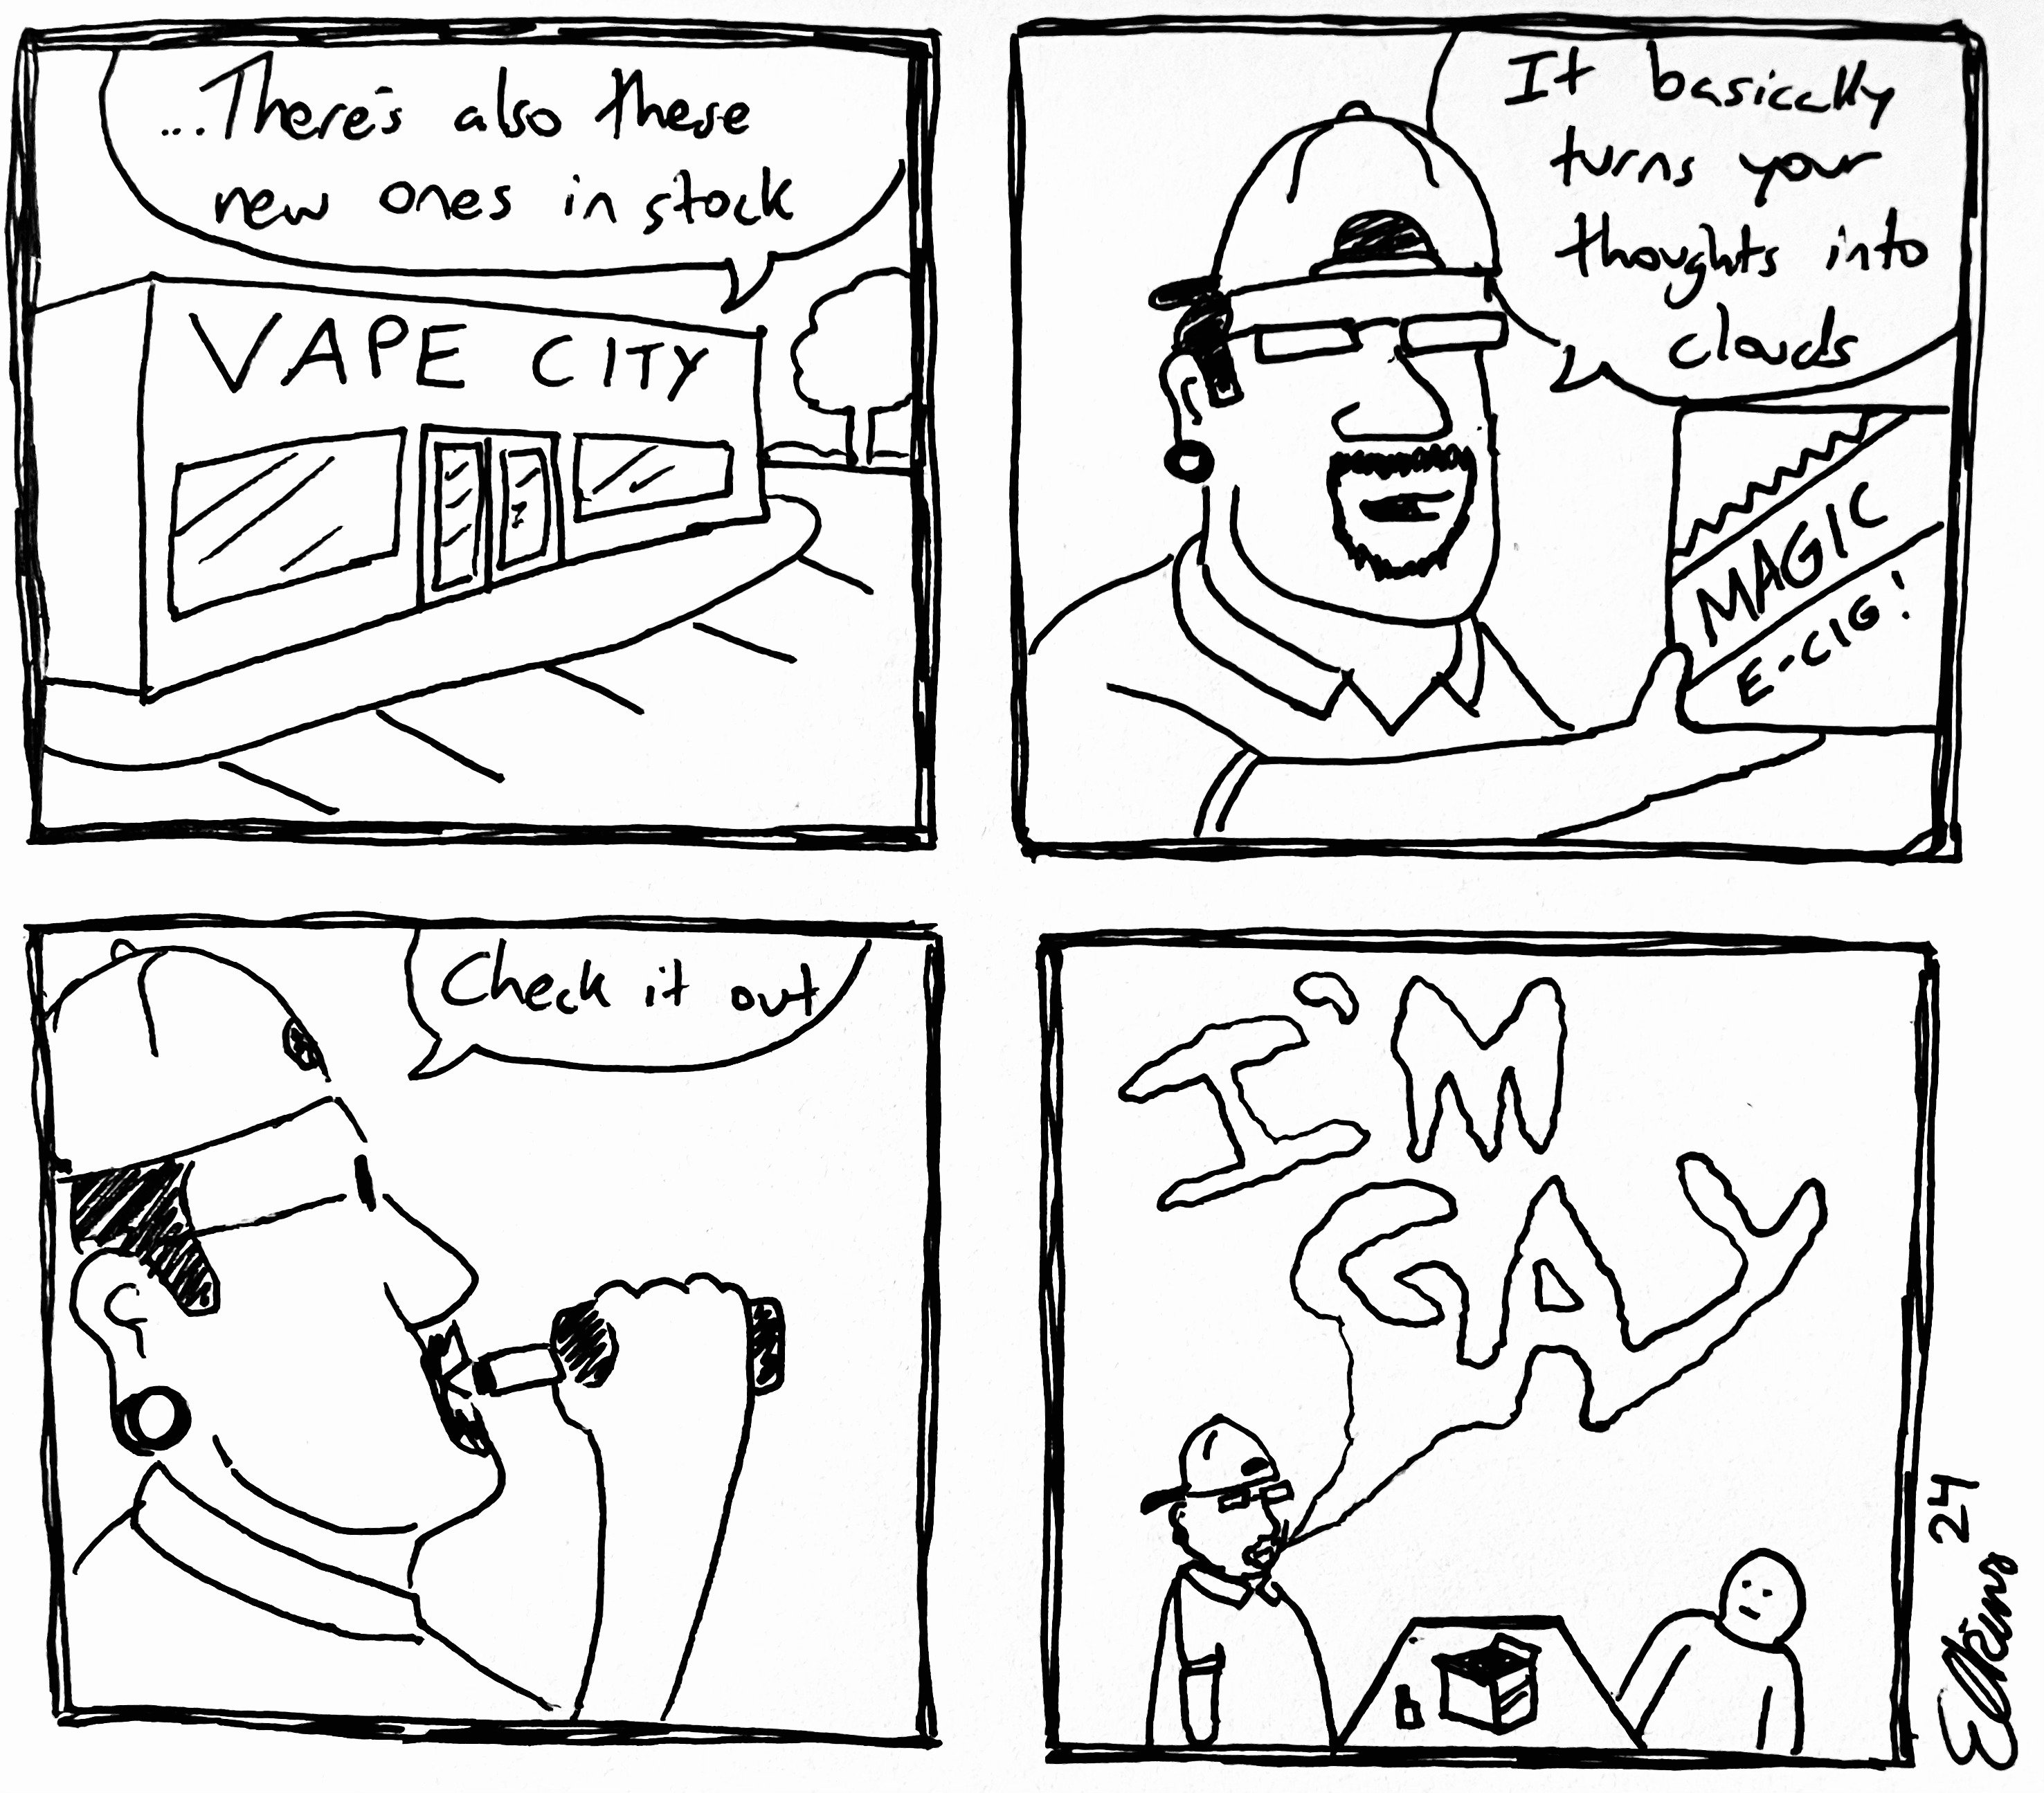 ...There's also these
new ones in stock
VAPE CITY
It basically
turns your
thoughts into
clouds
MAGIC
E-CIG!
Check it out
I'M
GAY
Elkins 24